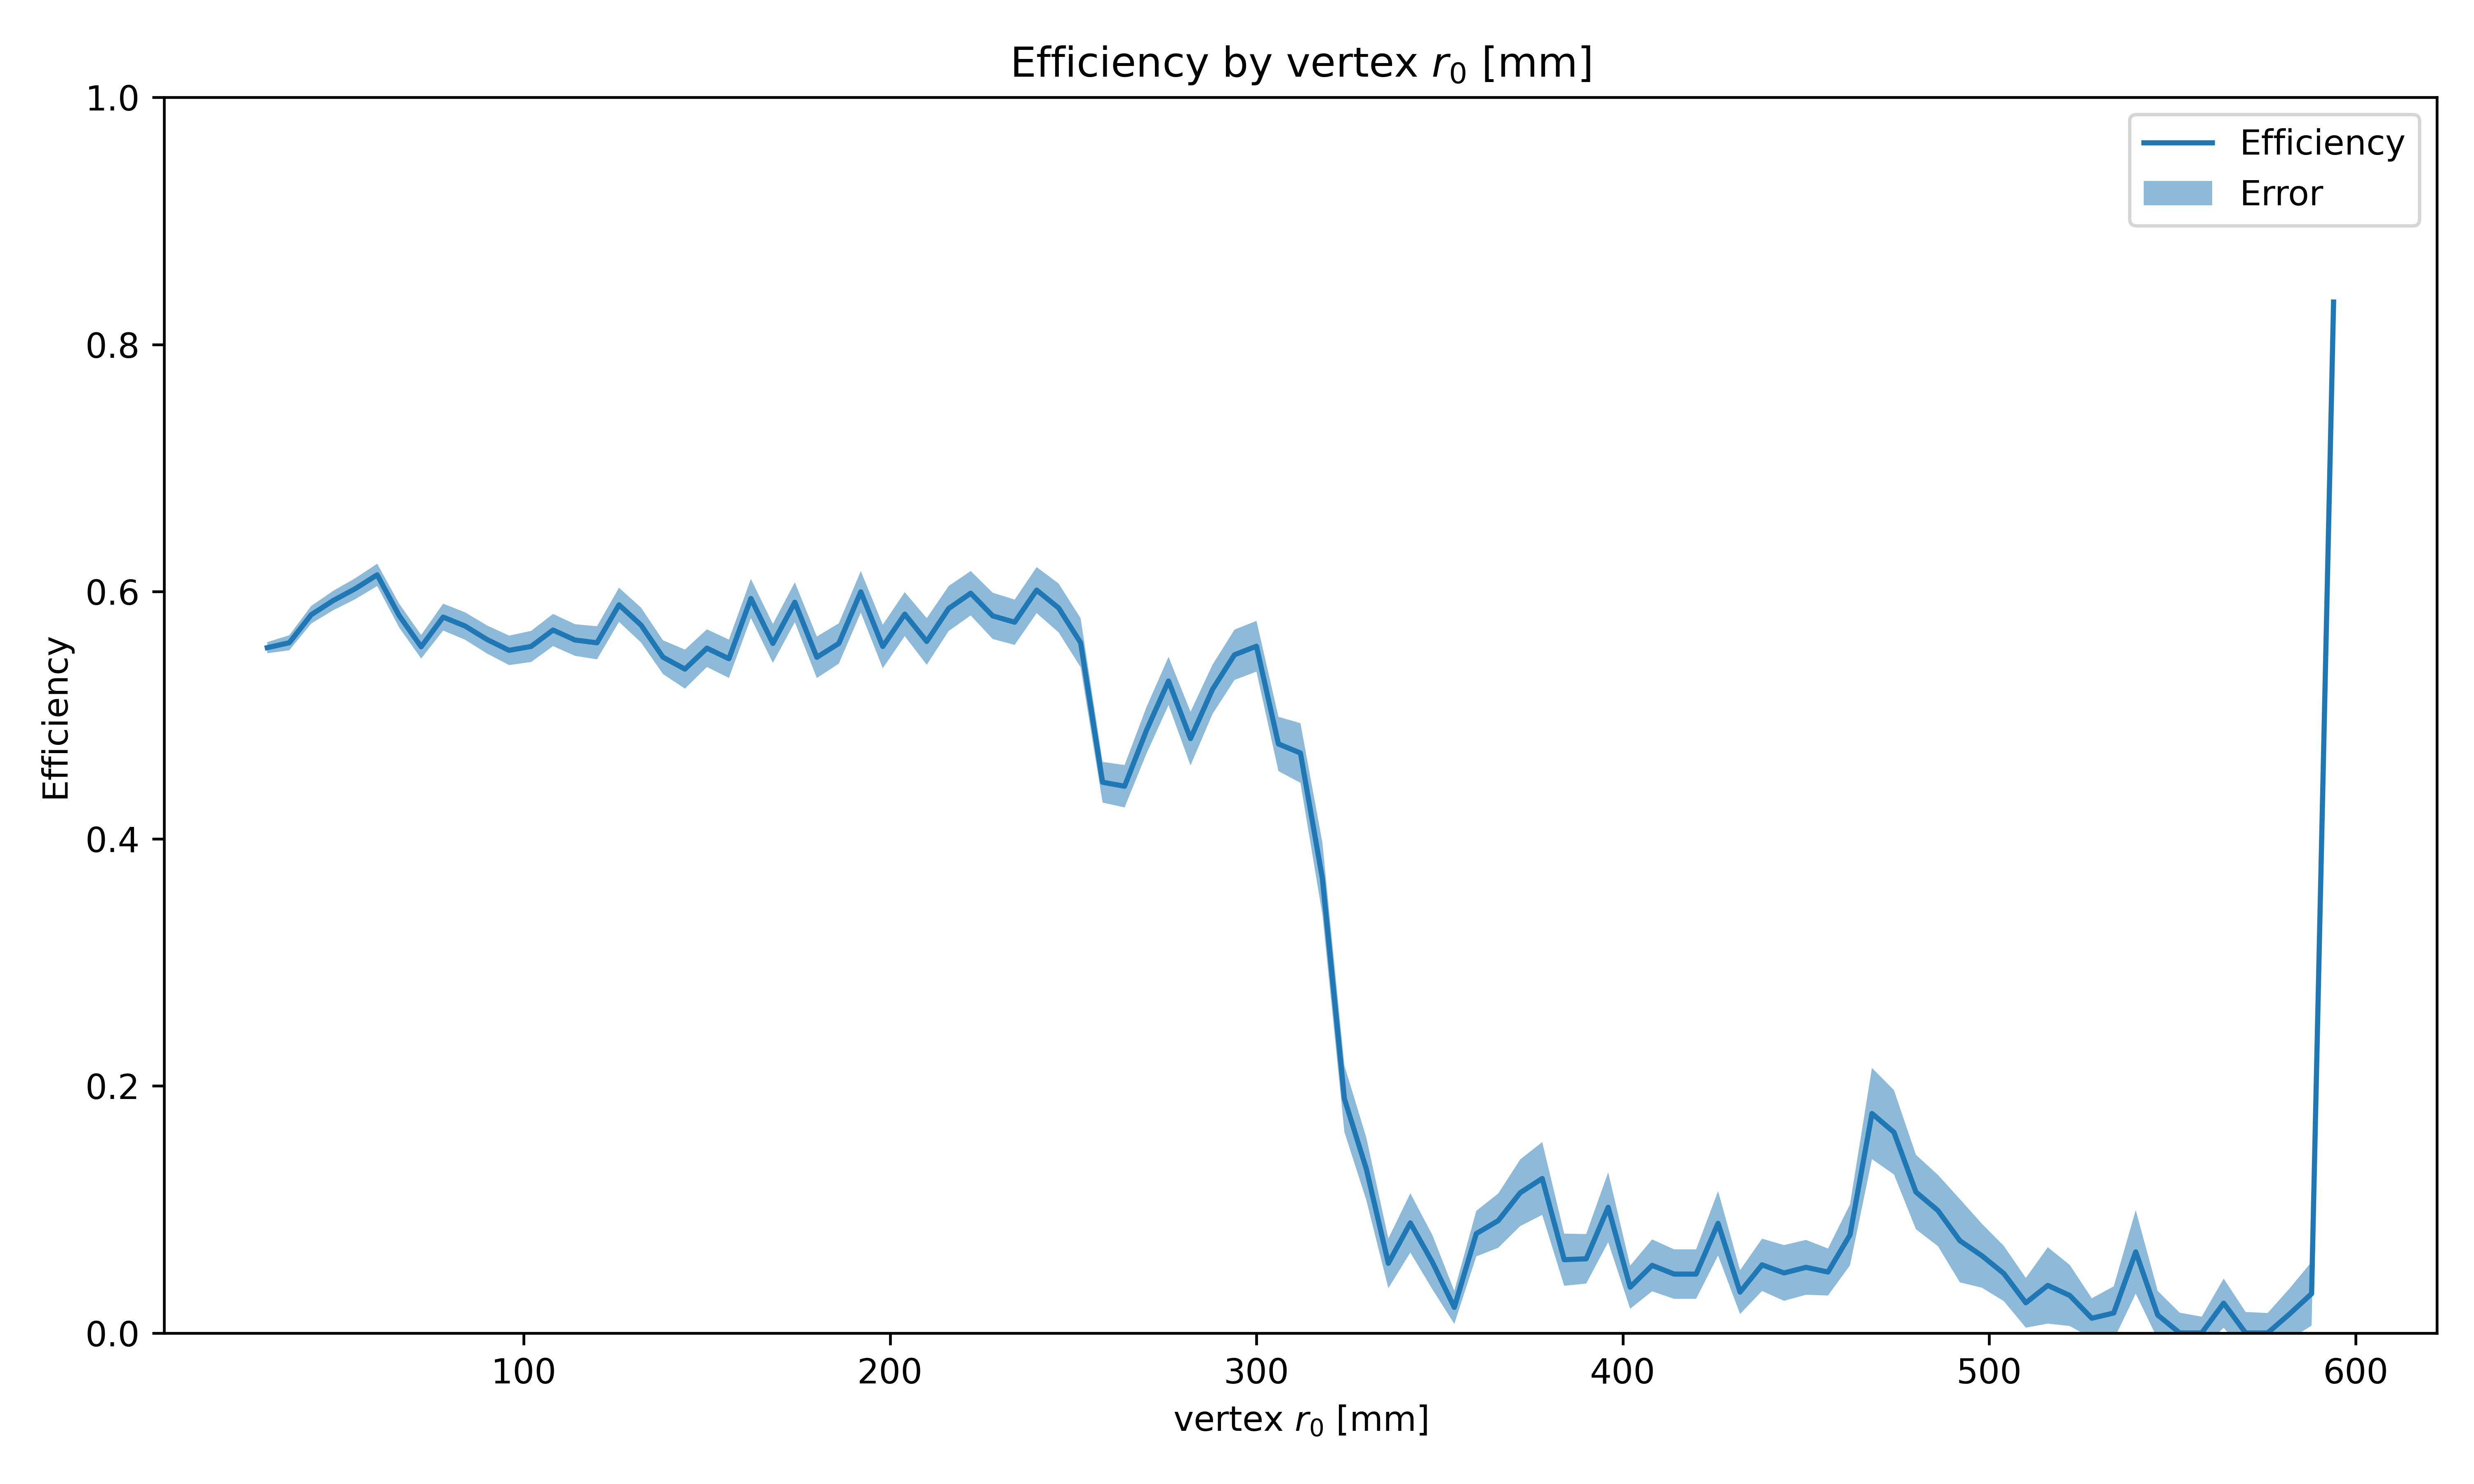 Efficiency by vertex r₀ [mm]
1.0
0.8
0.6
0.4
0.2
0.0
Efficiency
Efficiency
Error
100 200 300 400 500 600
vertex r₀ [mm]